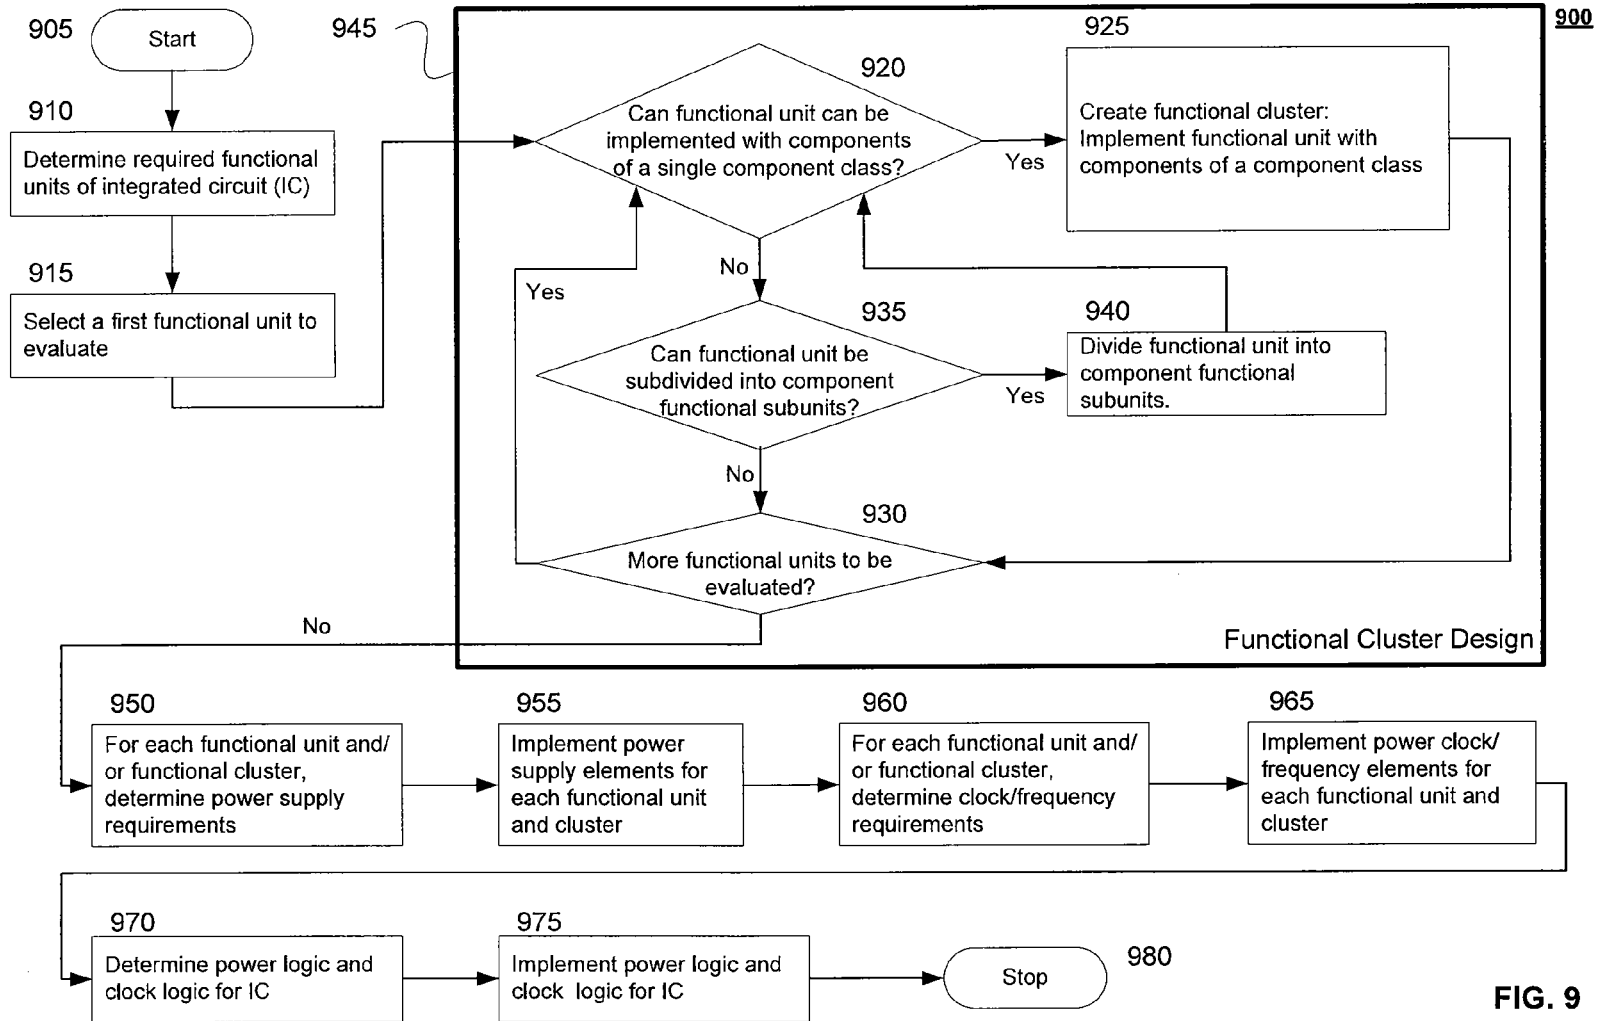 905
Start
945
900
925
920
910
Determine required functional
units of integrated circuit (IC)
Can functional unit can be
implemented with components
of a single component class?
Yes
Create functional cluster:
Implement functional unit with
components of a component class
915
Select a first functional unit to
evaluate
No
Yes
935
Can functional unit be
subdivided into component
functional subunits?
Yes
940
Divide functional unit into
component functional
subunits.
No
930
More functional units to be
evaluated?
No
Functional Cluster Design
950
For each functional unit and/
or functional cluster,
determine power supply
requirements
955
Implement power
supply elements for
each functional unit
and cluster
960
For each functional unit and/
or functional cluster,
determine clock/frequency
requirements
965
Implement power clock/
frequency elements for
each functional unit and
cluster
970
Determine power logic and
clock logic for IC
975
Implement power logic and
clock logic for IC
Stop
980
FIG. 9